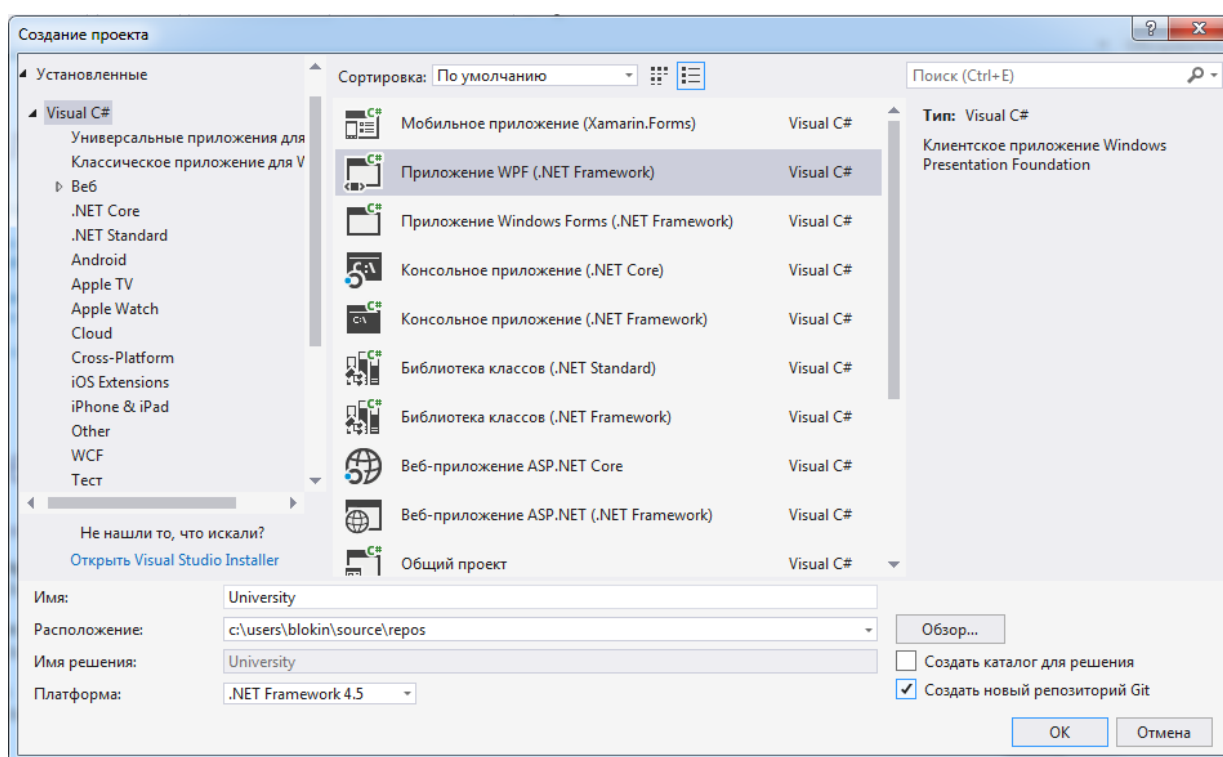 Создание проекта
Установленные
Visual C#
Универсальные приложения для
Классическое приложение для W
Веб
.NET Core
.NET Standard
Android
Apple TV
Apple Watch
Cloud
Cross-Platform
iOS Extensions
iPhone & iPad
Other
WCF
Тест
Не нашли то, что искали?
Открыть Visual Studio Installer
Сортировка: По умолчанию
Мобильное приложение (Xamarin.Forms) Visual C#
Приложение WPF (.NET Framework) Visual C#
Приложение Windows Forms (.NET Framework) Visual C#
Консольное приложение (.NET Core) Visual C#
Консольное приложение (.NET Framework) Visual C#
Библиотека классов (.NET Standard) Visual C#
Библиотека классов (.NET Framework) Visual C#
Веб-приложение ASP.NET Core Visual C#
Веб-приложение ASP.NET (.NET Framework) Visual C#
Общий проект Visual C#
Поиск (Ctrl+E)
Тип: Visual C#
Клиентское приложение Windows
Presentation Foundation
Имя: University
Расположение: c:\users\blokin\source\repos
Обзор...
Имя решения: University
Создать каталог для решения
Платформа: .NET Framework 4.5
Создать новый репозиторий Git
OK Отмена